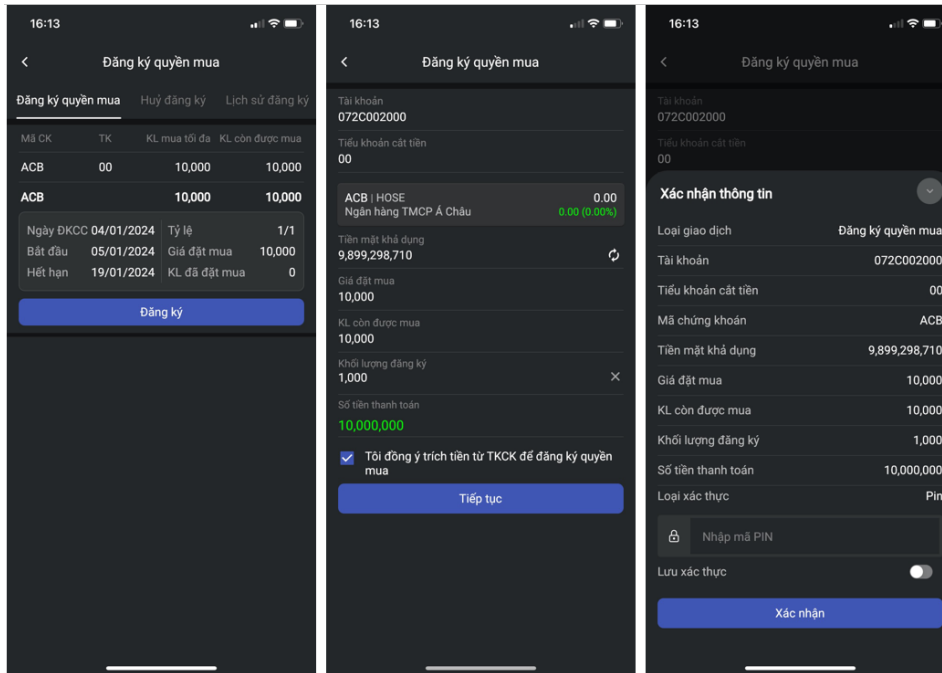 16:13
Đăng ký quyền mua
Đăng ký quyền mua Huỷ đăng ký Lịch sử đăng ký
Mã CK TK KL mua tối đa KL còn được mua
ACB 00 10,000 10,000
ACB 10,000 10,000
Ngày ĐKCC 04/01/2024 Tỷ lệ 1/1
Bắt đầu 05/01/2024 Giá đặt mua 10,000
Hết hạn 19/01/2024 KL đã đặt mua 0
Đăng ký
16:13
Đăng ký quyền mua
Tài khoản
072C002000
Tiểu khoản cắt tiền
00
ACB | HOSE 0.00
Ngân hàng TMCP Á Châu 0.00 (0.00%)
Tiền mặt khả dụng
9,899,298,710
Giá đặt mua
10,000
KL còn được mua
10,000
Khối lượng đăng ký
1,000
Số tiền thanh toán
10,000,000
Tôi đồng ý trích tiền từ TKCK để đăng ký quyền
mua
Tiếp tục
16:13
Đăng ký quyền mua
Tài khoản
072C002000
Tiểu khoản cắt tiền
00
Xác nhận thông tin
Loại giao dịch Đăng ký quyền mua
Tài khoản 072C002000
Tiểu khoản cắt tiền 00
Mã chứng khoán ACB
Tiền mặt khả dụng 9,899,298,710
Giá đặt mua 10,000
KL còn được mua 10,000
Khối lượng đăng ký 1,000
Số tiền thanh toán 10,000,000
Loại xác thực Pin
Nhập mã PIN
Lưu xác thực
Xác nhận